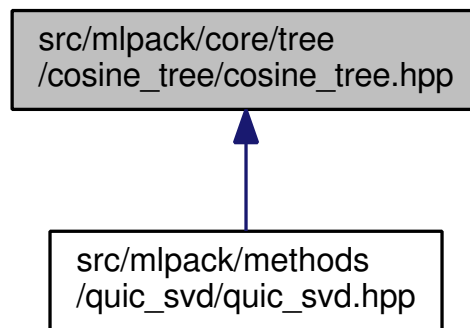 src/mlpack/core/tree
/cosine_tree/cosine_tree.hpp
src/mlpack/methods
/quic_svd/quic_svd.hpp